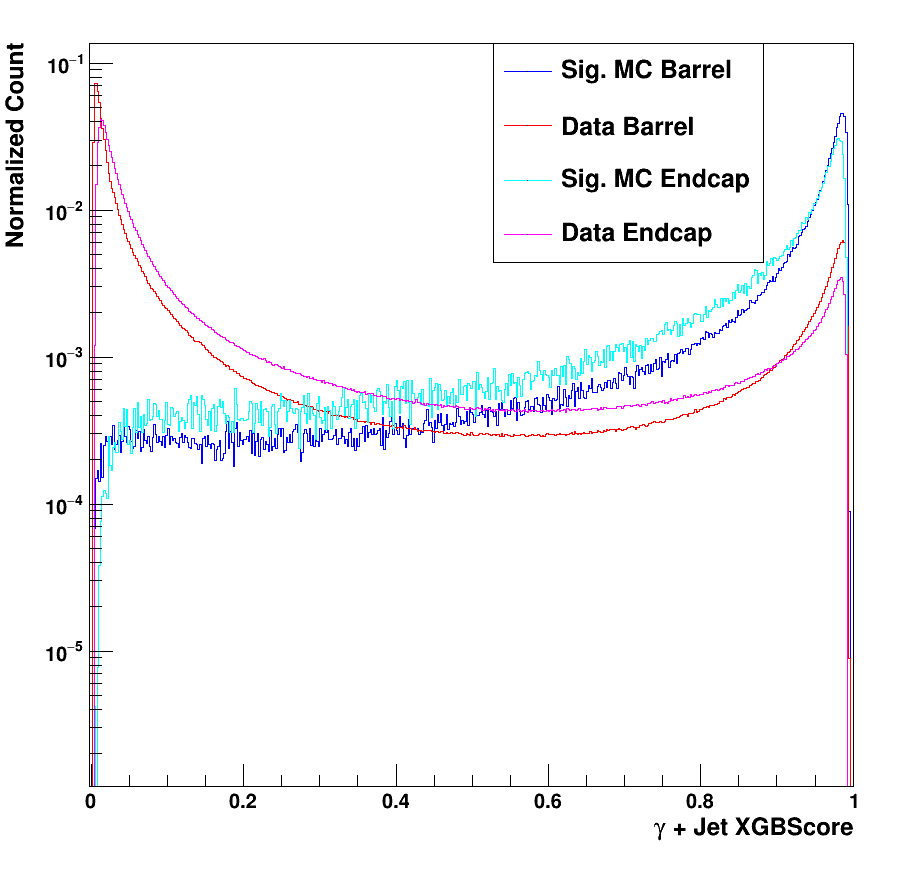 Normalized Count
10⁻¹
10⁻²
10⁻³
10⁻⁴
10⁻⁵
Sig. MC Barrel
Data Barrel
Sig. MC Endcap
Data Endcap
0 0.2 0.4 0.6 0.8 1
γ + Jet XGBScore